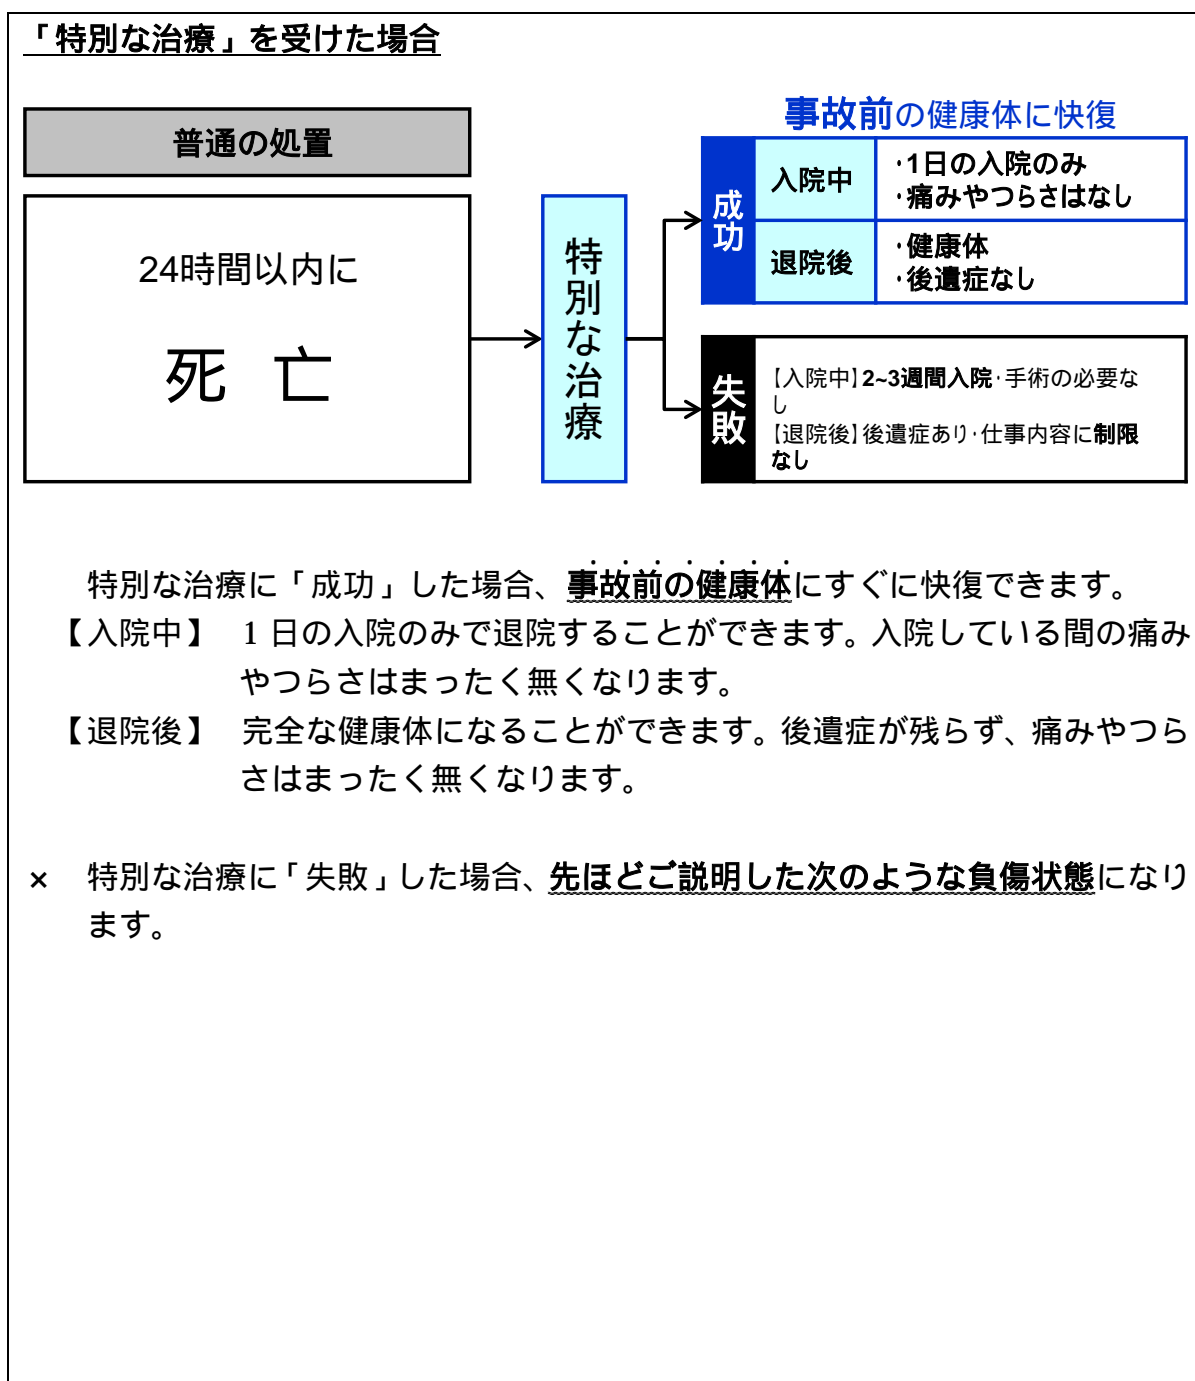 「特別な治療」を受けた場合
普通の処置
24時間以内に
死 亡
特別な治療
事故前の健康体に快復
成功
入院中
･1日の入院のみ
･痛みやつらさはなし
退院後
･健康体
･後遺症なし
失敗
【入院中】2~3週間入院･手術の必要な
し
【退院後】後遺症あり･仕事内容に制限
なし
特別な治療に「成功」した場合、事故前の健康体にすぐに快復できます。
【入院中】 1日の入院のみで退院することができます。入院している間の痛み
やつらさはまったく無くなります。
【退院後】 完全な健康体になることができます。後遺症が残らず、痛みやつら
さはまったく無くなります。
× 特別な治療に「失敗」した場合、先ほどご説明した次のような負傷状態になり
ます。